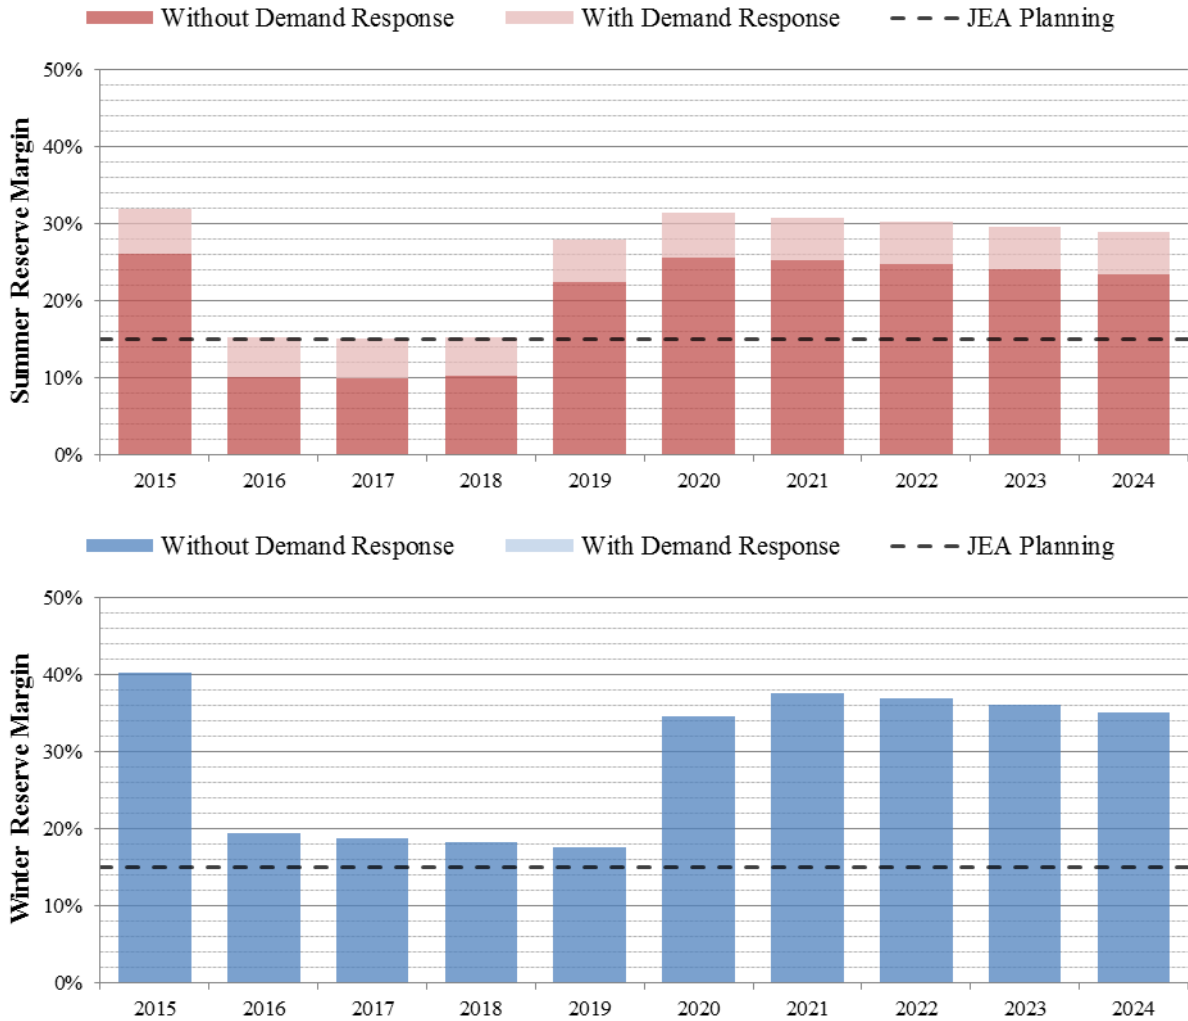 Without Demand Response With Demand Response JEA Planning
Summer Reserve Margin
50%
40%
30%
20%
10%
0%
2015 2016 2017 2018 2019 2020 2021 2022 2023 2024
Without Demand Response With Demand Response JEA Planning
Winter Reserve Margin
50%
40%
30%
20%
10%
0%
2015 2016 2017 2018 2019 2020 2021 2022 2023 2024